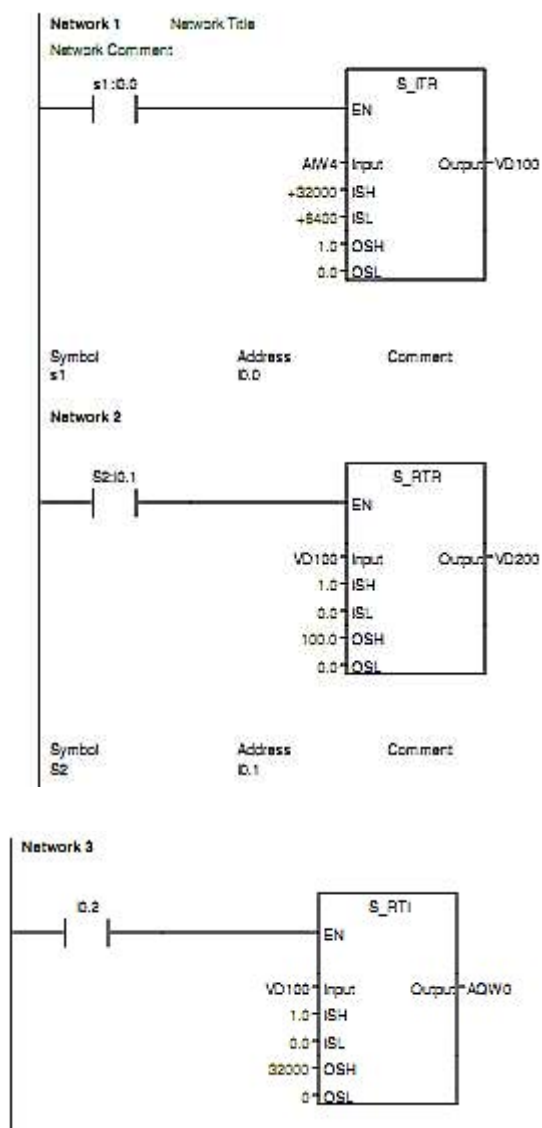 Network 1 Network Title
Network Comment
s1:I0.0
S_ITR
EN
AIW4 Input Output VD100
+32000 ISH
+6400 ISL
1.0 OSH
0.0 OSL
Symbol Address Comment
s1 I0.0
Network 2
S2:I0.1
S_RTR
EN
VD100 Input Output VD200
1.0 ISH
0.0 ISL
100.0 OSH
0.0 OSL
Symbol Address Comment
S2 I0.1
Network 3
I0.2
S_RTI
EN
VD100 Input Output AQW0
1.0 ISH
0.0 ISL
32000 OSH
0 OSL